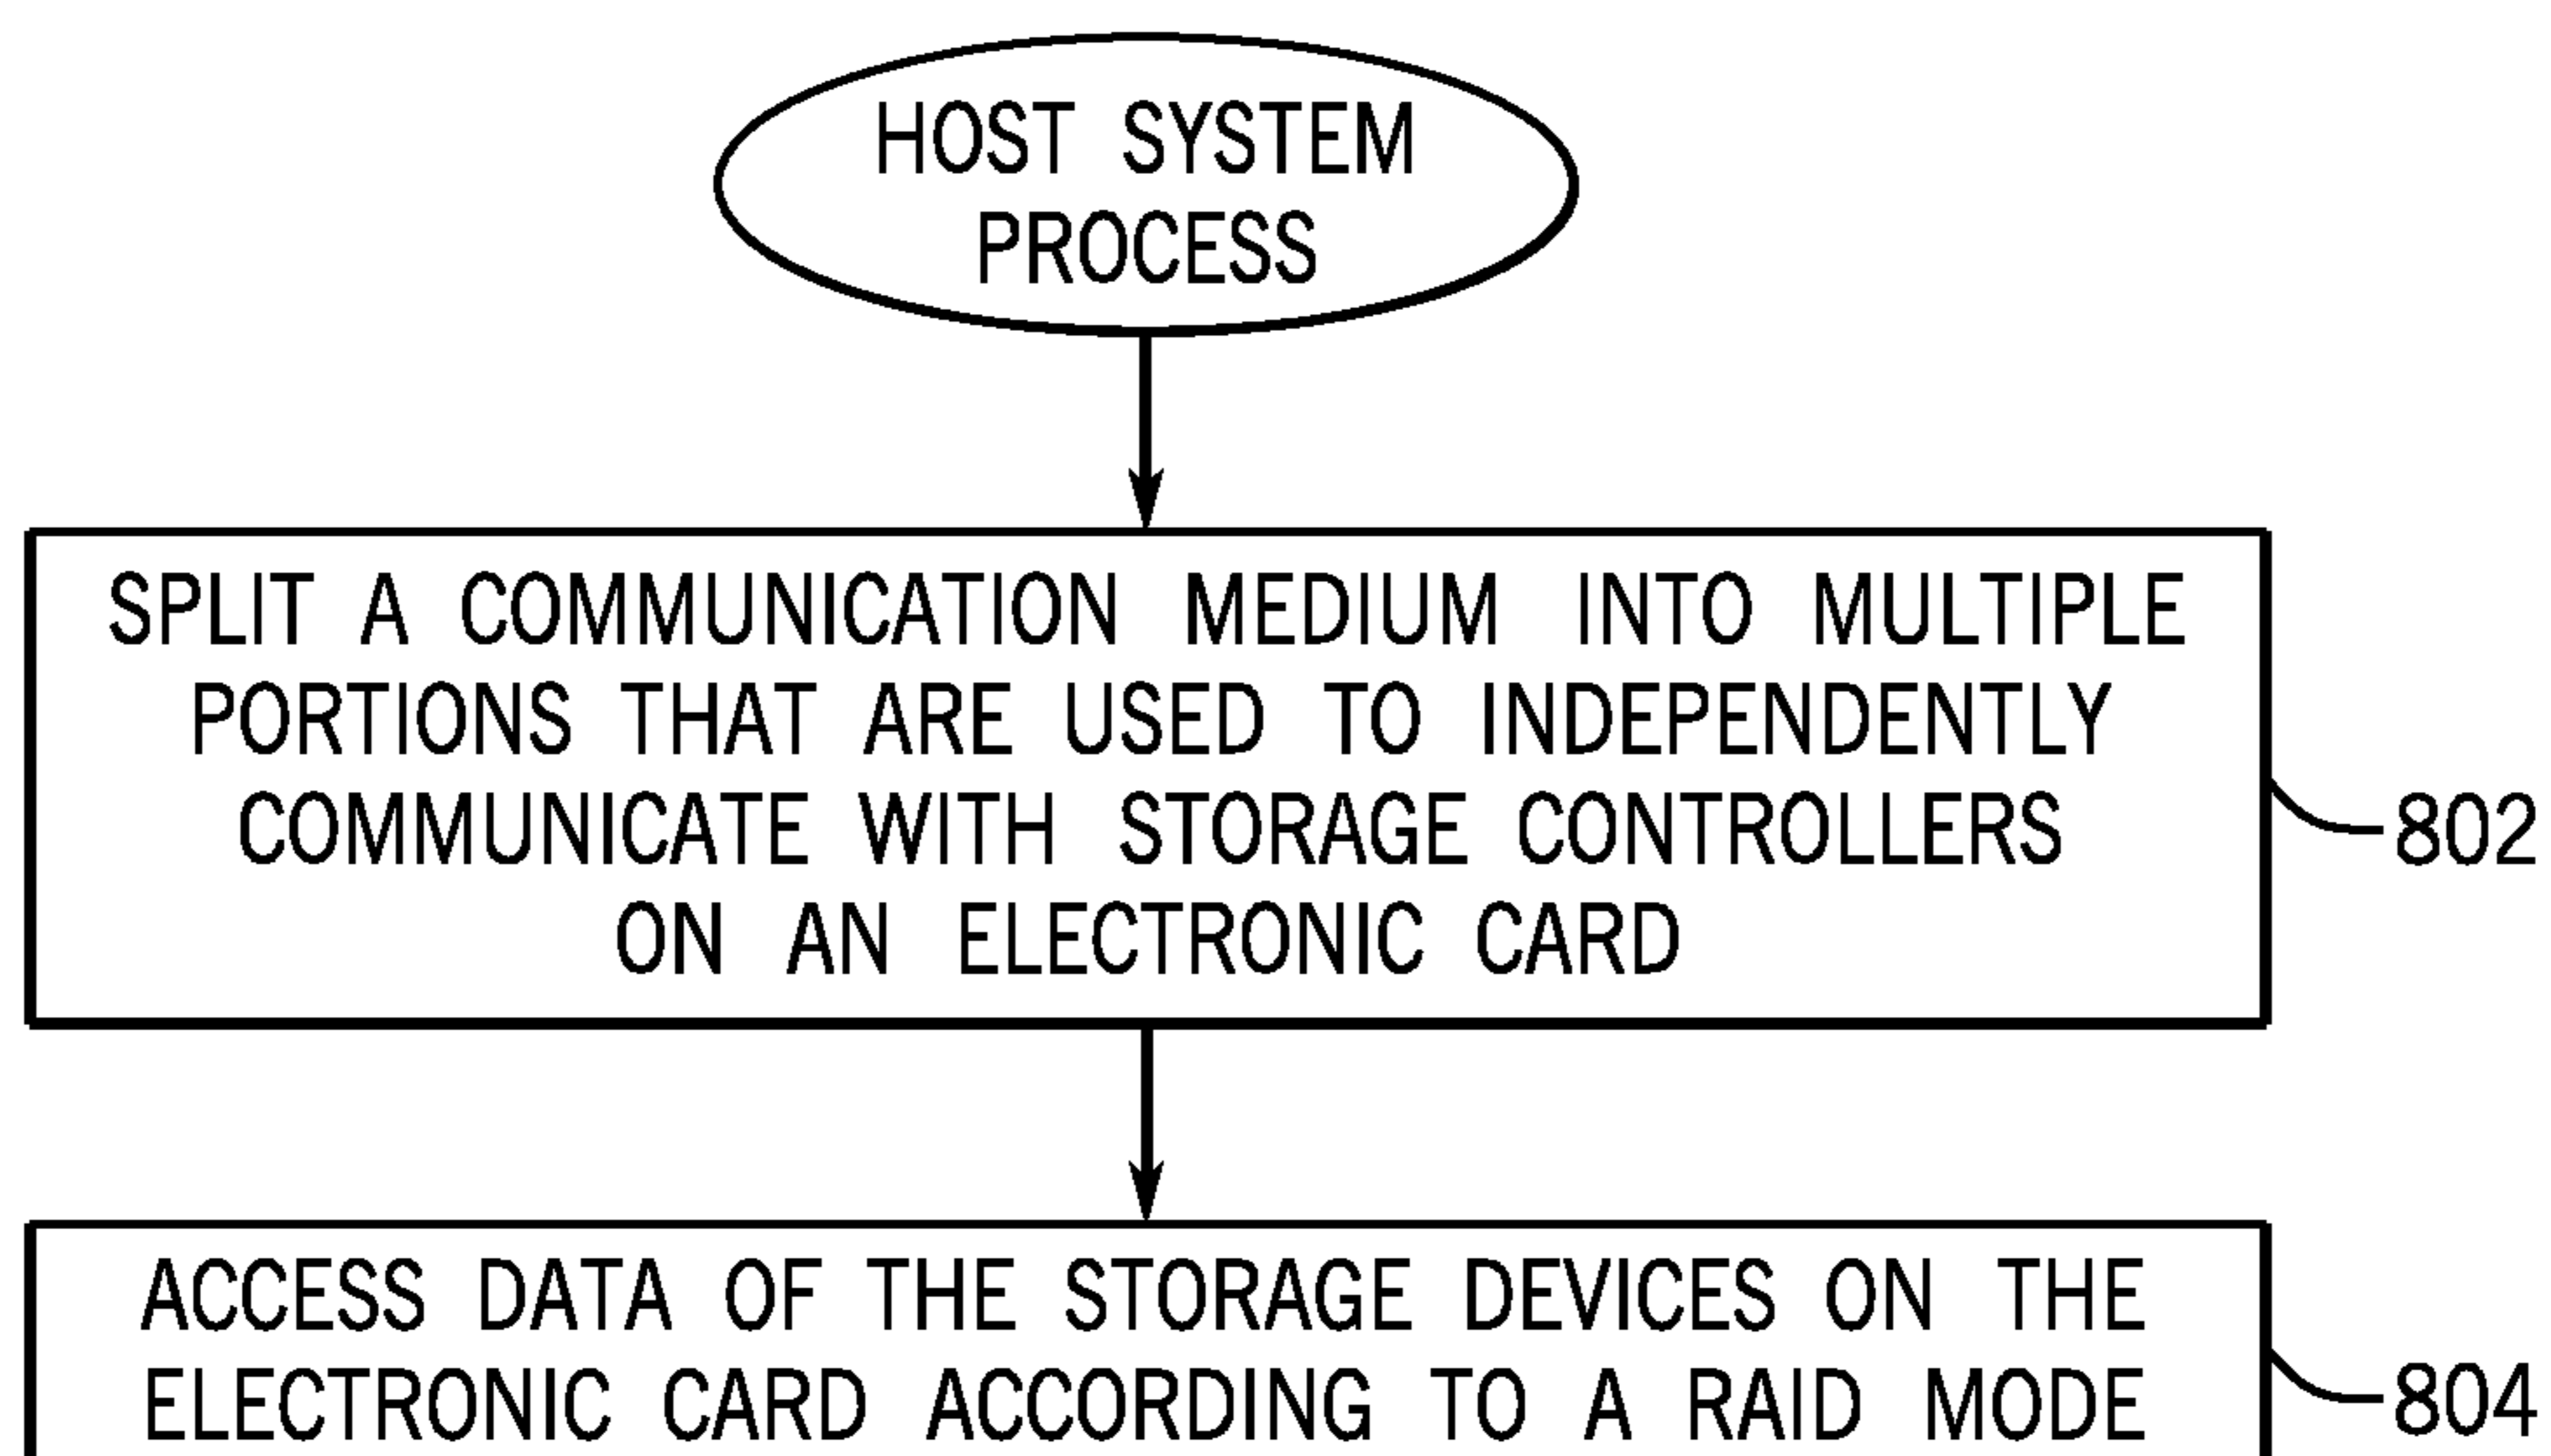 HOST SYSTEM
PROCESS
SPLIT A COMMUNICATION MEDIUM INTO MULTIPLE
PORTIONS THAT ARE USED TO INDEPENDENTLY
COMMUNICATE WITH STORAGE CONTROLLERS
ON AN ELECTRONIC CARD
802
ACCESS DATA OF THE STORAGE DEVICES ON THE
ELECTRONIC CARD ACCORDING TO A RAID MODE
804